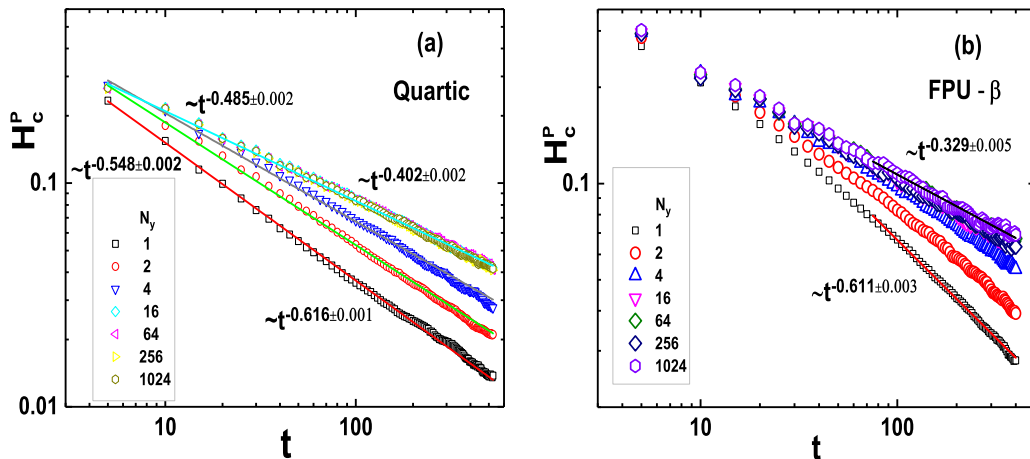 (a)
Quartic
H_c^P
~t^-0.485±0.002
~t^-0.548±0.002
~t^-0.402±0.002
~t^-0.616±0.001
0.1
0.01
N_y
1
2
4
16
64
256
1024
10
100
t
(b)
FPU - β
H_c^P
~t^-0.329±0.005
~t^-0.611±0.003
0.1
N_y
1
2
4
16
64
256
1024
10
100
t